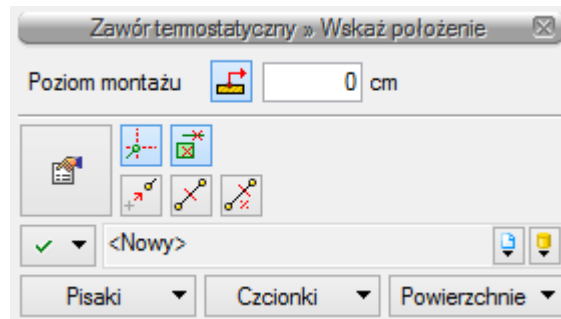 Zawór termostatyczny » Wskaż położenie
Poziom montażu 0 cm
<Nowy>
Pisaki Czcionki Powierzchnie